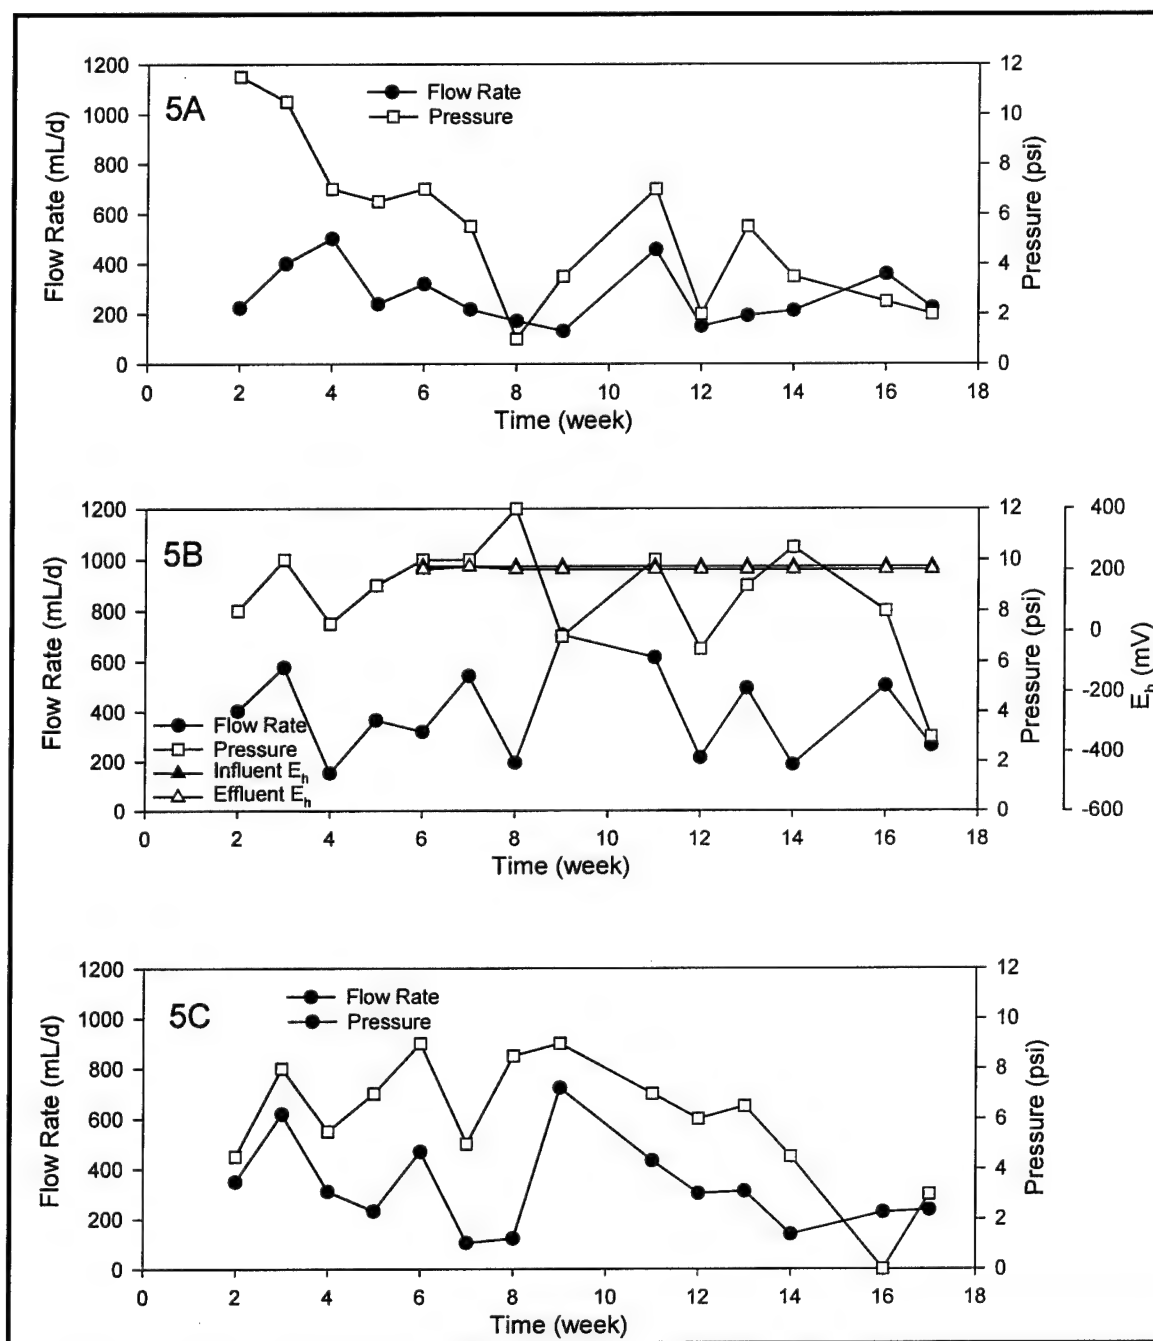 5A
Flow Rate
Pressure
Flow Rate (mL/d)
1200
1000
800
600
400
200
0
12
10
8
6
4
2
0
Pressure (psi)
0 2 4 6 8 10 12 14 16 18
Time (week)
5B
Flow Rate
Pressure
Influent Eh
Effluent Eh
Flow Rate (mL/d)
1200
1000
800
600
400
200
0
12
10
8
6
4
2
0
Pressure (psi)
400
200
0
-200
-400
-600
Eh (mV)
0 2 4 6 8 10 12 14 16 18
Time (week)
5C
Flow Rate
Pressure
Flow Rate (mL/d)
1200
1000
800
600
400
200
0
12
10
8
6
4
2
0
Pressure (psi)
0 2 4 6 8 10 12 14 16 18
Time (week)